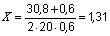 X = (30,8 + 0,6) / (2 · 20 · 0,6) = 1,31